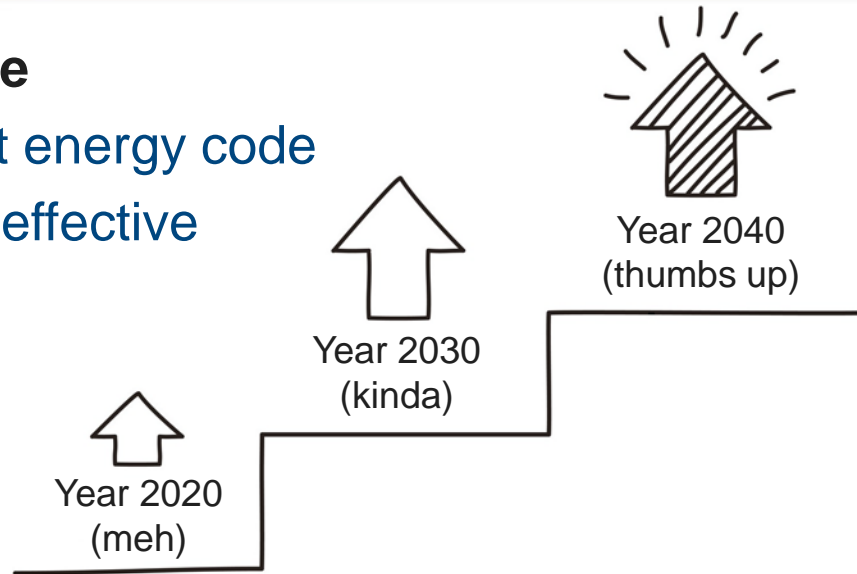 e
t energy code
effective
Year 2040
(thumbs up)
Year 2030
(kinda)
Year 2020
(meh)